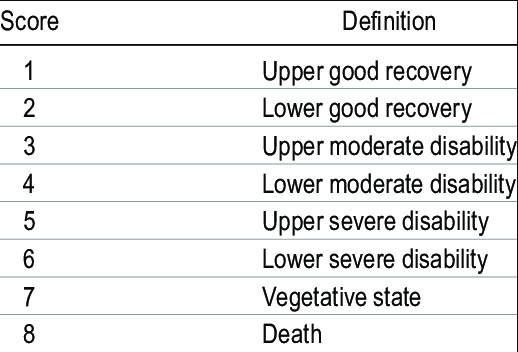 Score Definition
1 Upper good recovery
2 Lower good recovery
3 Upper moderate disability
4 Lower moderate disability
5 Upper severe disability
6 Lower severe disability
7 Vegetative state
8 Death